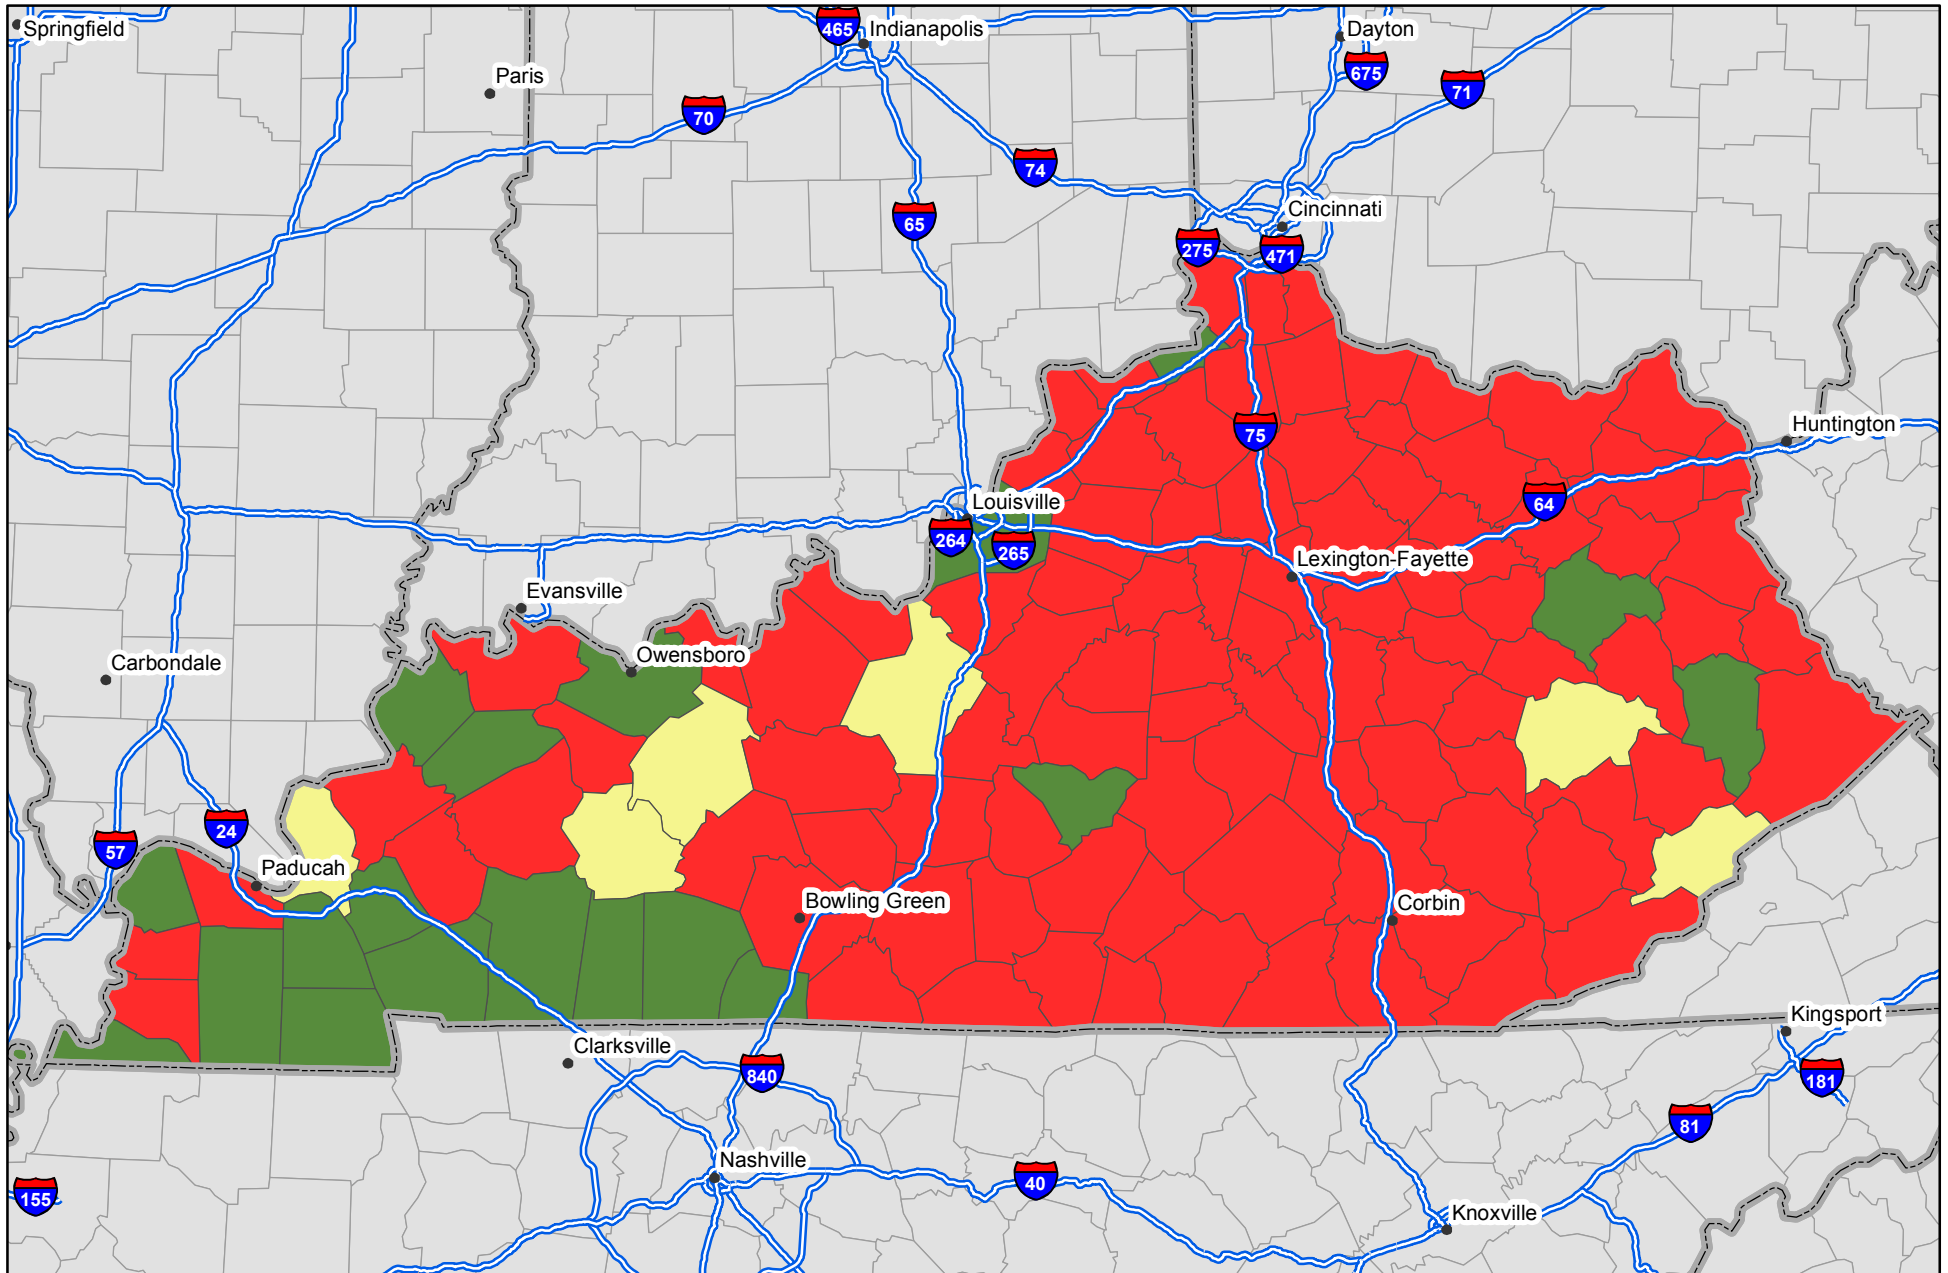 Springfield
465
Indianapolis
Dayton
675
Paris
71
70
74
65
Cincinnati
275
471
Huntington
75
64
Louisville
264
265
Lexington-Fayette
Evansville
Owensboro
Carbondale
24
57
Paducah
Bowling Green
Corbin
Kingsport
Clarksville
840
181
81
Nashville
40
155
Knoxville